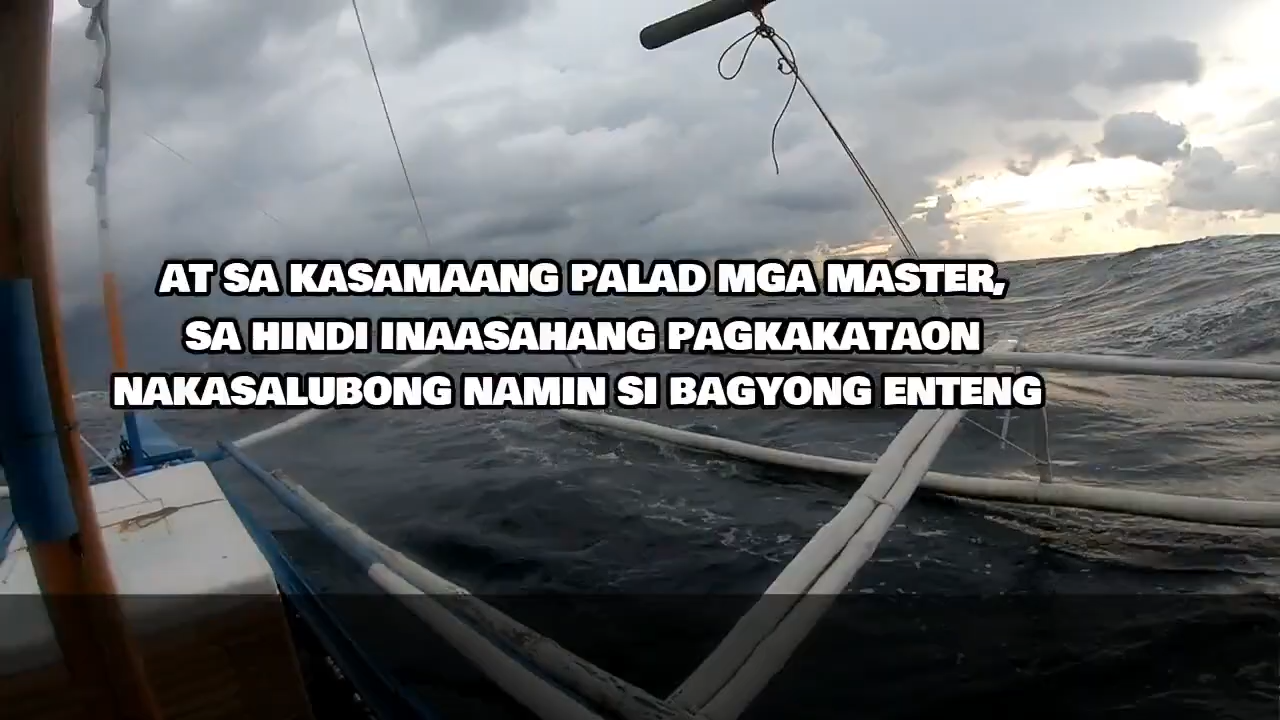 AT SA KASAMAANG PALAD MGA MASTER,
SA HINDI INAASAHANG PAGKAKATAON
NAKASALUBONG NAMIN SI BAGYONG ENTENG